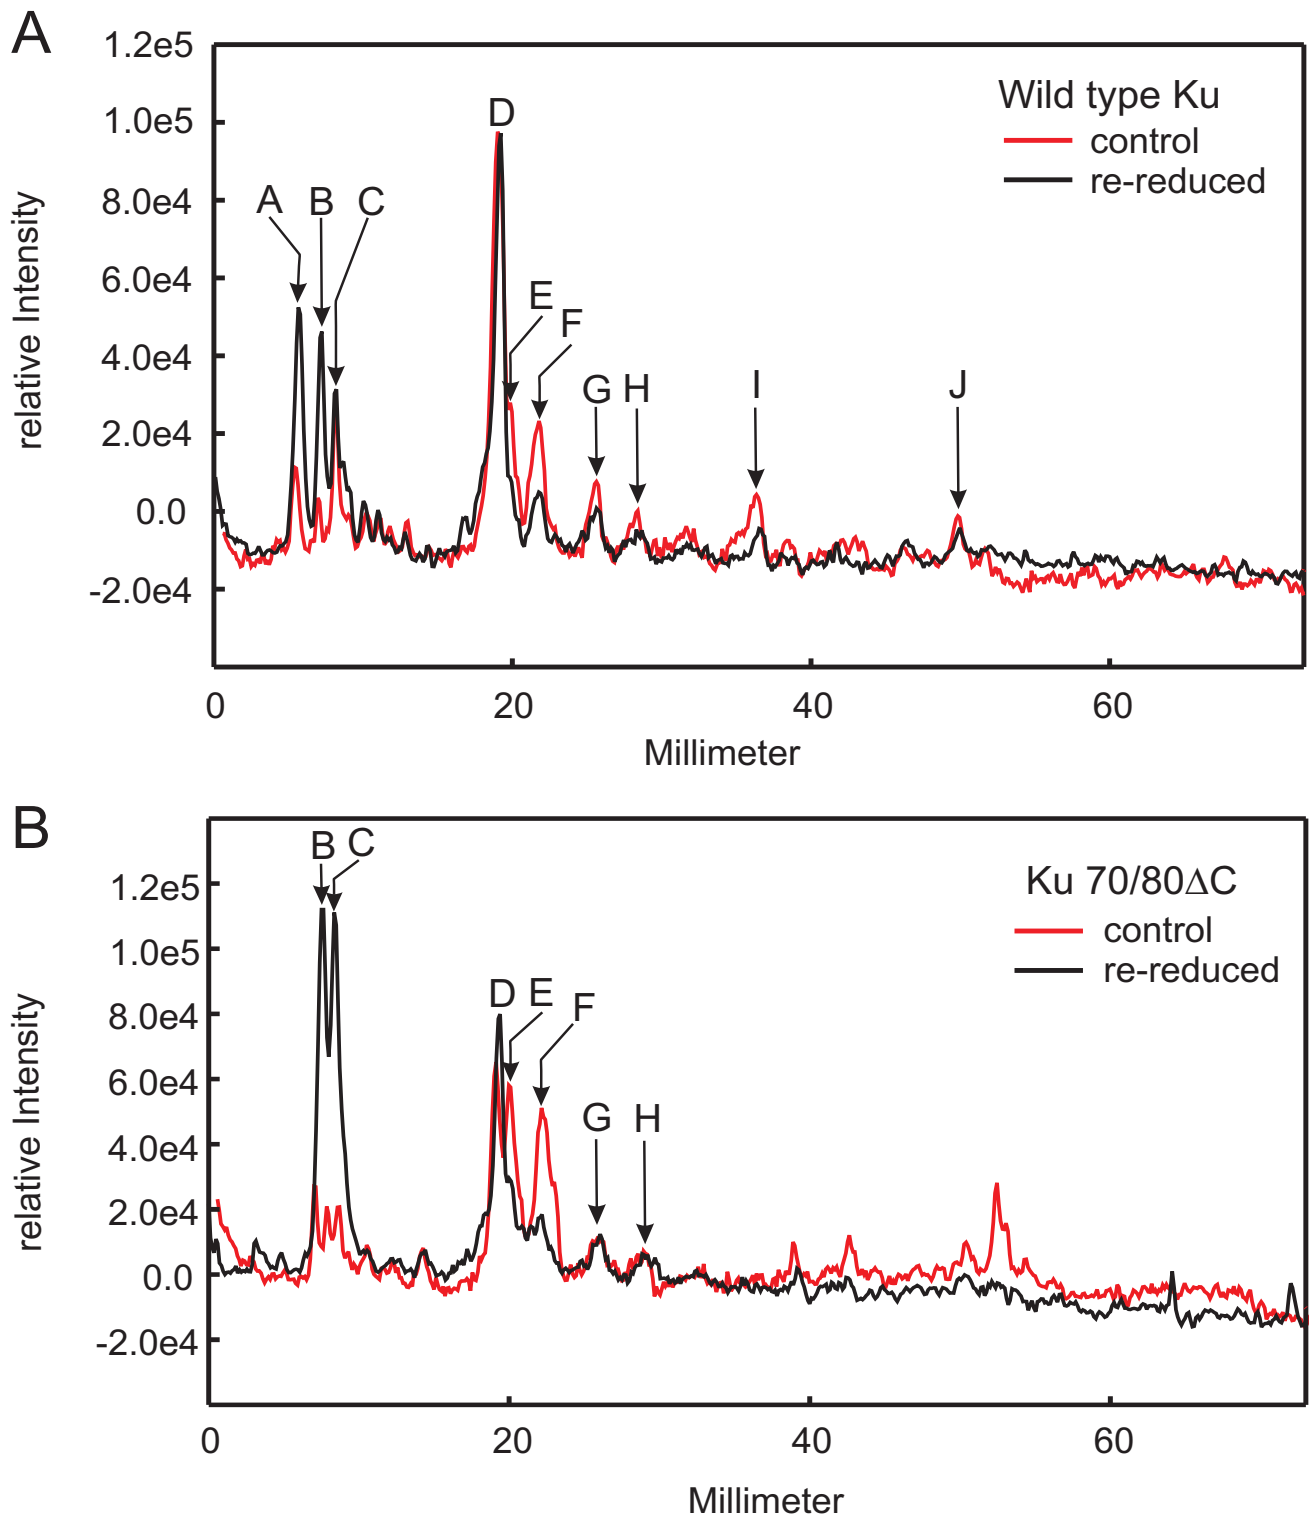 A
1.2e5
1.0e5
8.0e4
6.0e4
4.0e4
2.0e4
0.0
-2.0e4
relative Intensity
Wild type Ku
control
re-reduced
A B C
D
E
F
G H I J
0 20 40 60
Millimeter
B
1.2e5
1.0e5
8.0e4
6.0e4
4.0e4
2.0e4
0.0
-2.0e4
relative Intensity
Ku 70/80ΔC
control
re-reduced
B C
D E F
G H
0 20 40 60
Millimeter